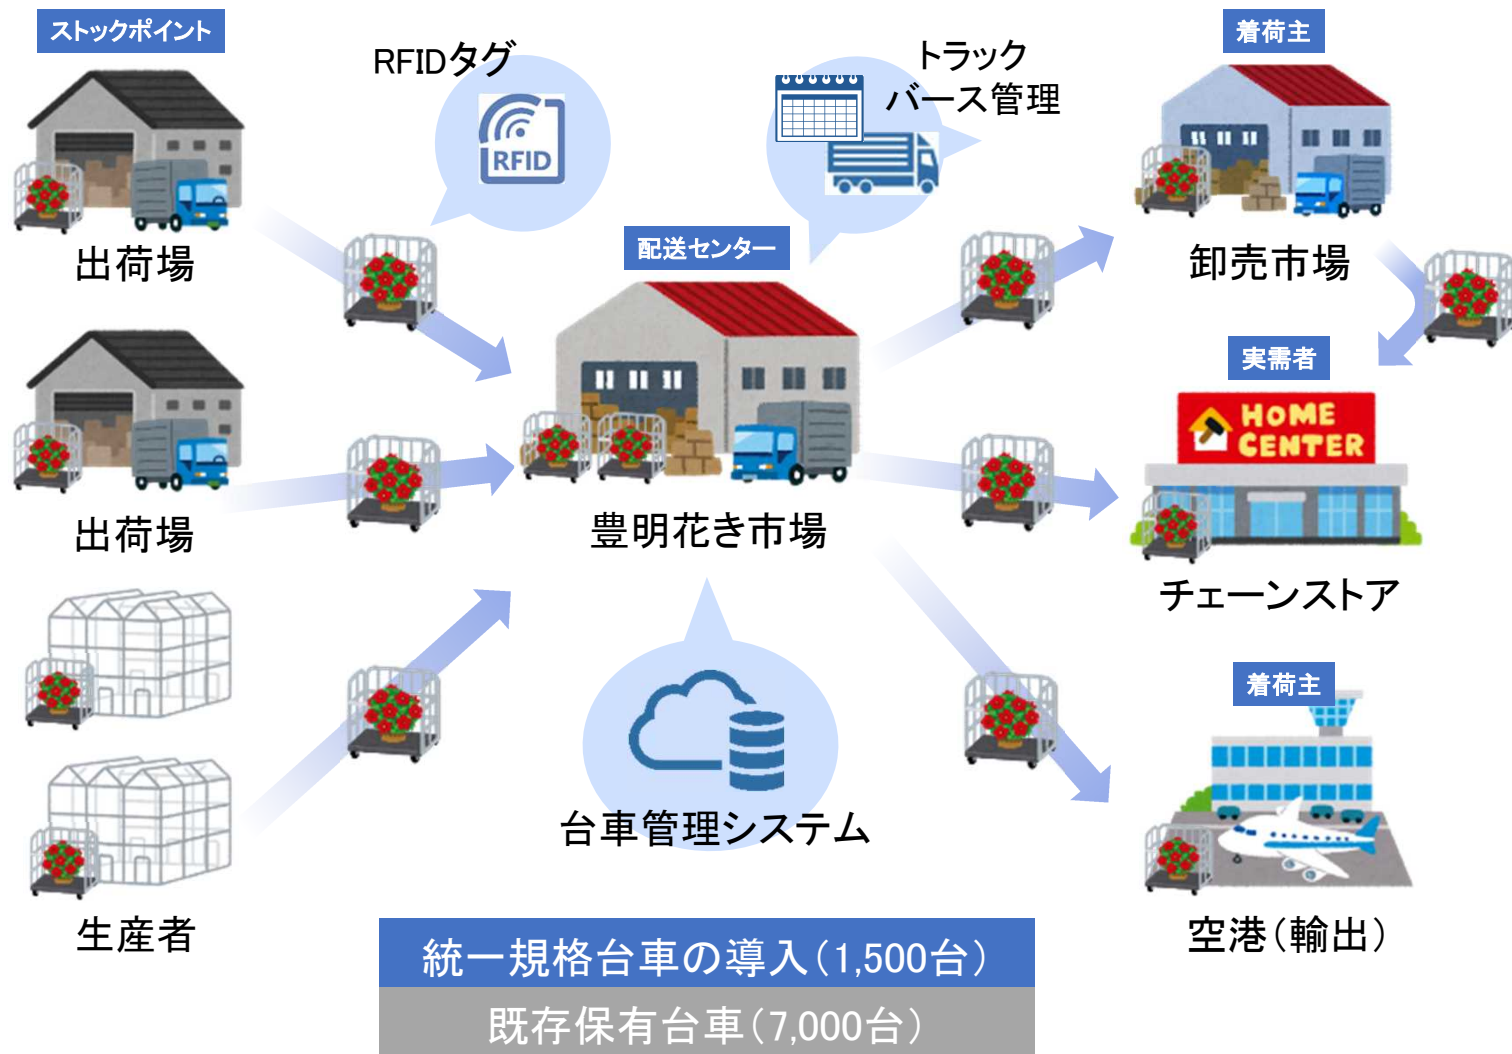 ストックポイント
出荷場
出荷場
生産者
RFIDタグ
RFID
トラック
バース管理
配送センター
豊明花き市場
台車管理システム
着荷主
卸売市場
実需者
HOME
CENTER
チェーンストア
着荷主
空港（輸出）
統一規格台車の導入（1,500台）
既存保有台車（7,000台）